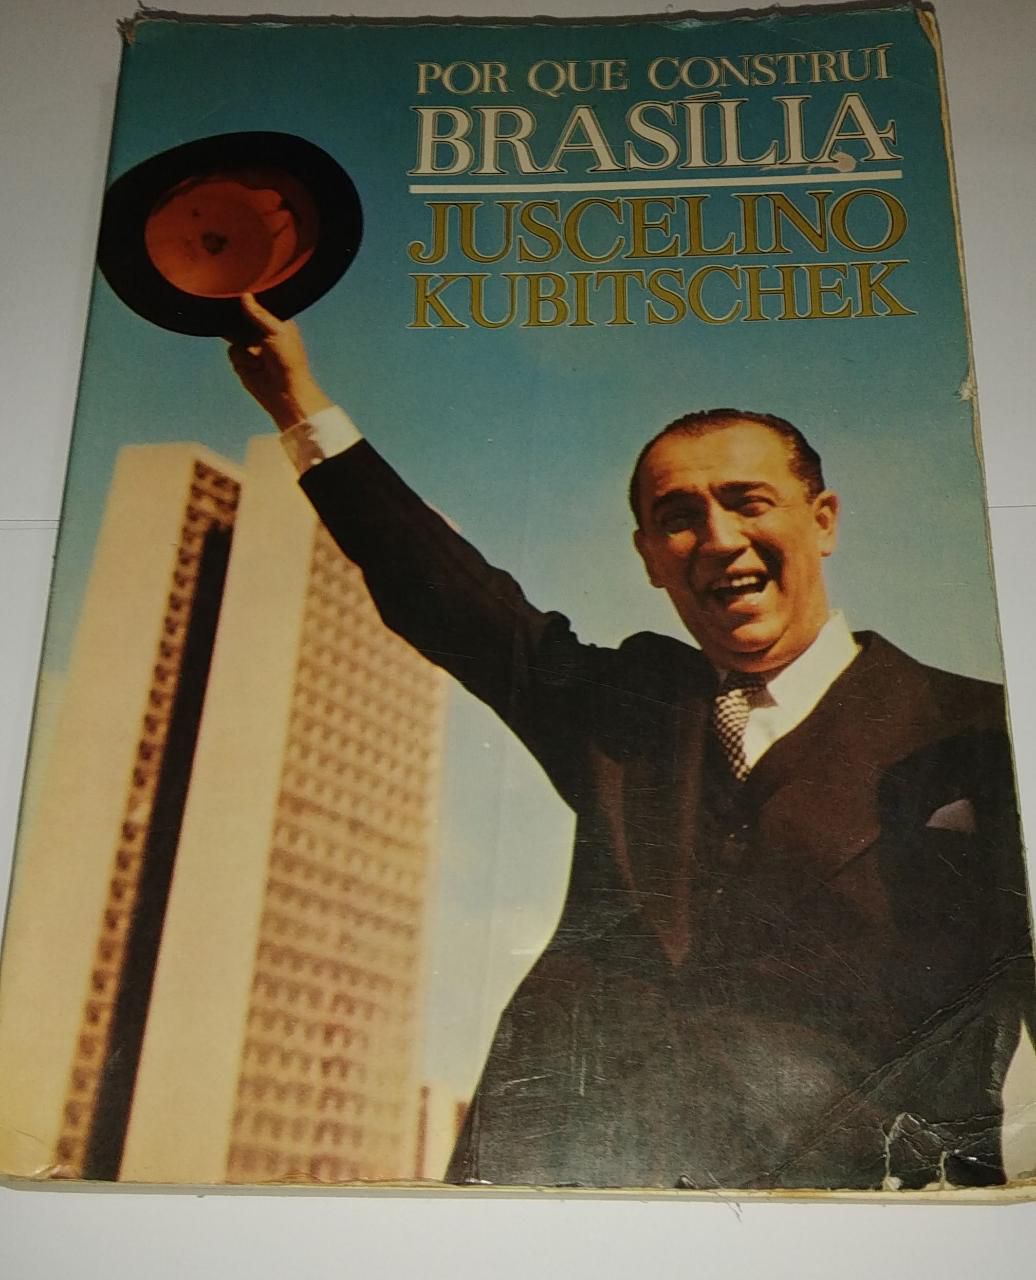 POR QUE CONSTRUÍ
BRASÍLIA
JUSCELINO
KUBITSCHEK